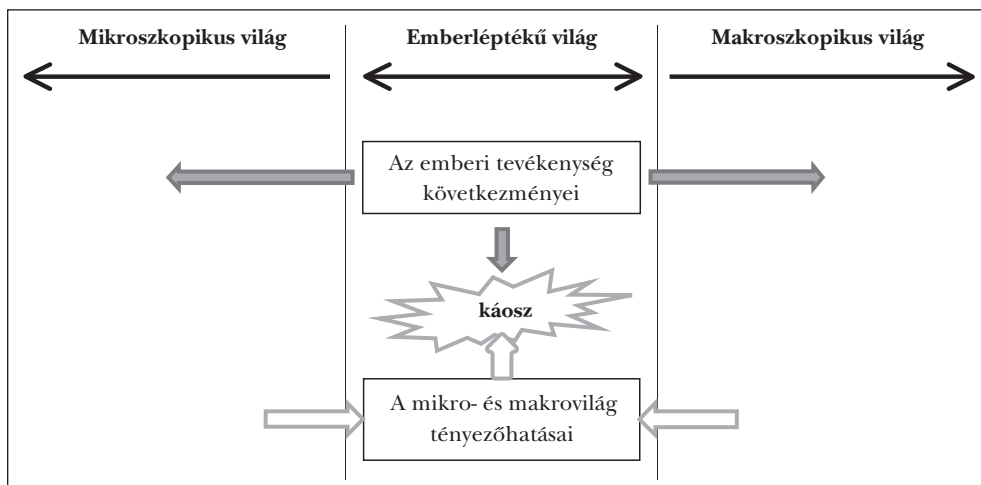 Mikroszkopikus világ
Emberléptékű világ
Makroszkopikus világ
Az emberi tevékenység
következményei
káosz
A mikro- és makrovilág
tényezőhatásai